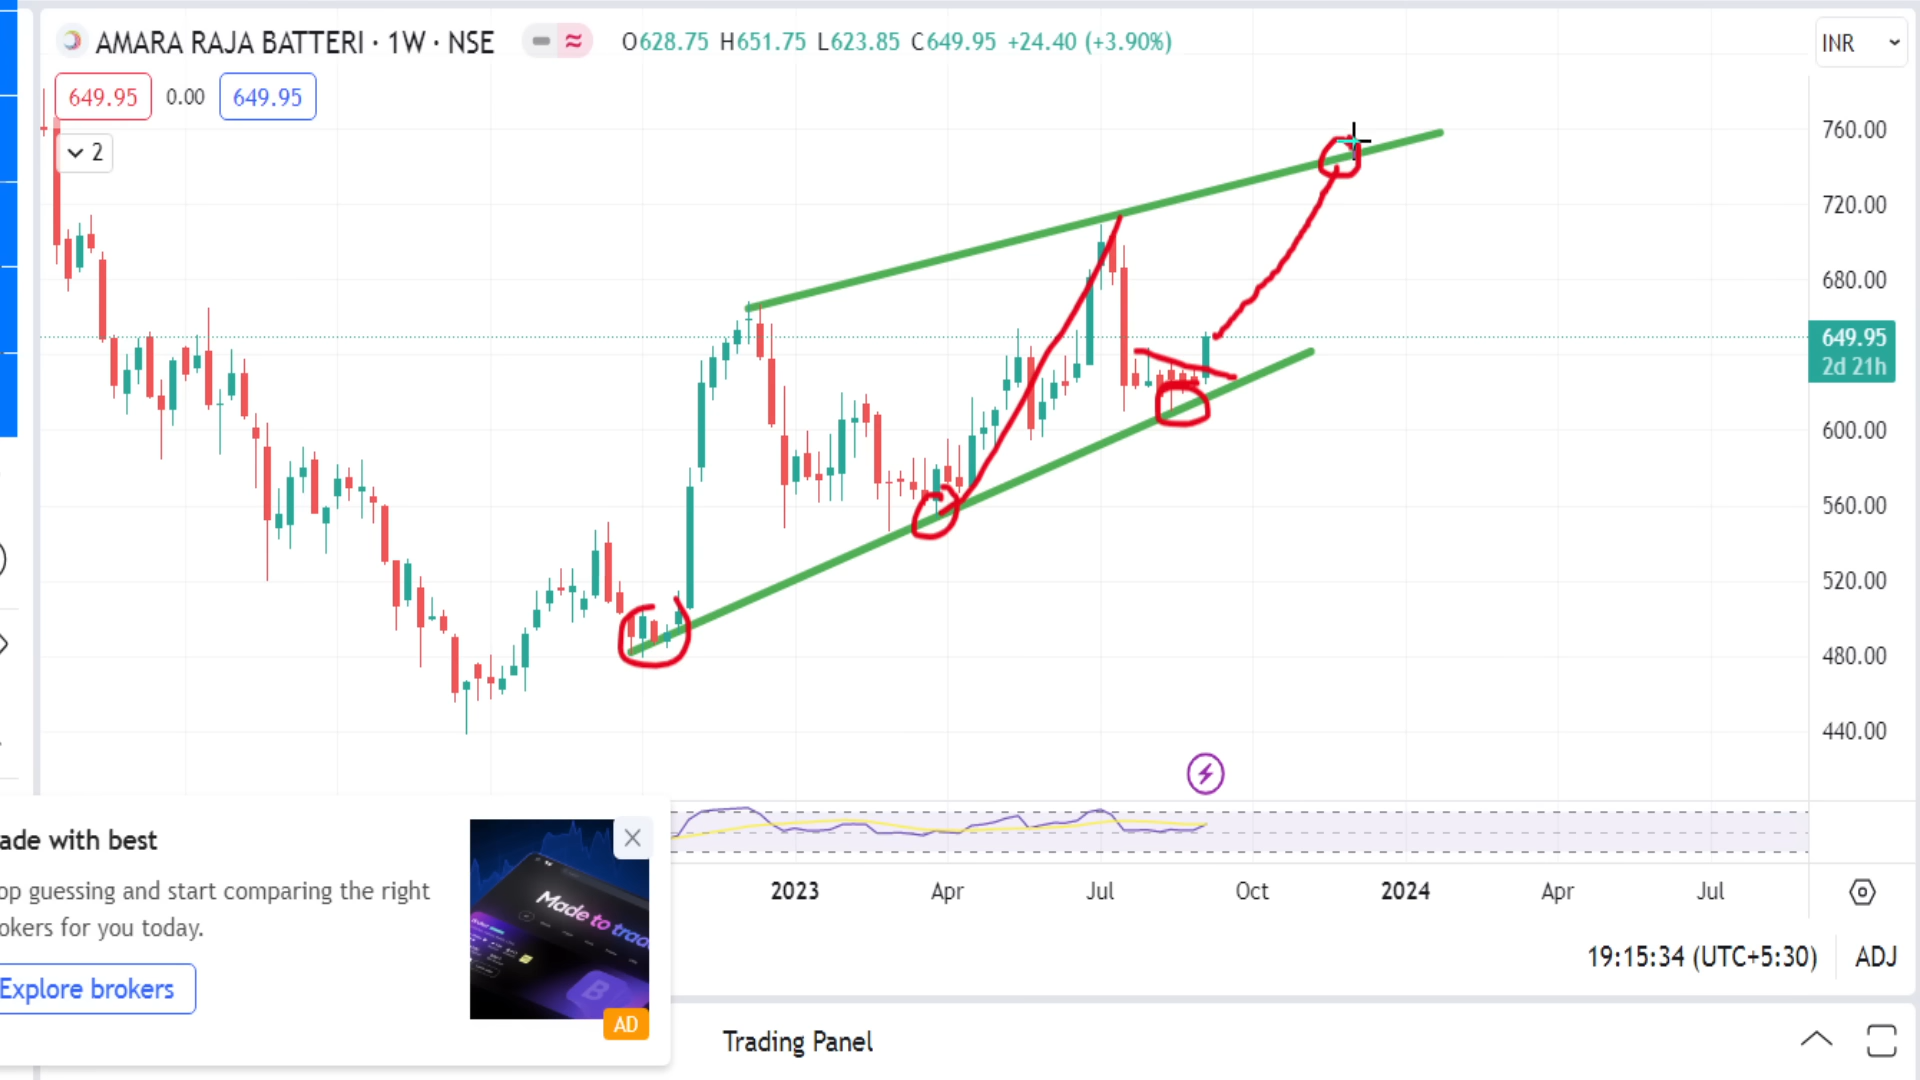 AMARA RAJA BATTERI · 1W · NSE
O628.75 H651.75 L623.85 C649.95 +24.40 (+3.90%)
INR
649.95 0.00 649.95
2
760.00
720.00
680.00
649.95
2d 21h
600.00
560.00
520.00
480.00
440.00
2023 Apr Jul Oct 2024 Apr Jul
ade with best
op guessing and start comparing the right
okers for you today.
Explore brokers
Made to trad
B
AD
19:15:34 (UTC+5:30) ADJ
Trading Panel